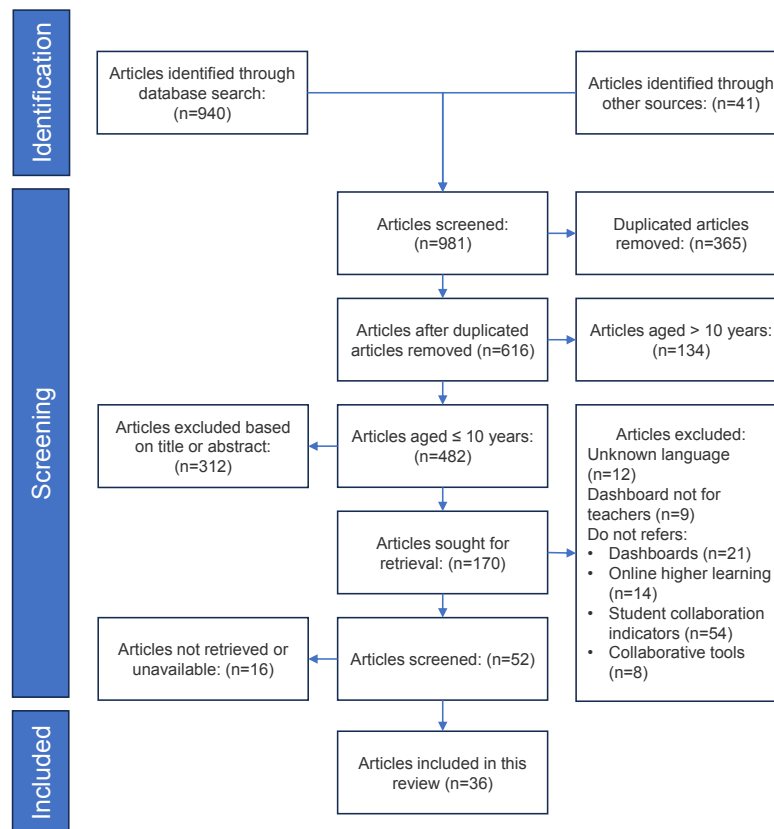 Identification
Articles identified through
database search:
(n=940)
Articles identified through
other sources: (n=41)
Screening
Articles screened:
(n=981)
Duplicated articles
removed: (n=365)
Articles after duplicated
articles removed (n=616)
Articles aged > 10 years:
(n=134)
Articles excluded based
on title or abstract:
(n=312)
Articles aged ≤ 10 years:
(n=482)
Articles excluded:
Unknown language
(n=12)
Dashboard not for
teachers (n=9)
Do not refers:
• Dashboards (n=21)
• Online higher learning
(n=14)
• Student collaboration
indicators (n=54)
• Collaborative tools
(n=8)
Articles sought for
retrieval: (n=170)
Articles not retrieved or
unavailable: (n=16)
Articles screened: (n=52)
Included
Articles included in this
review (n=36)